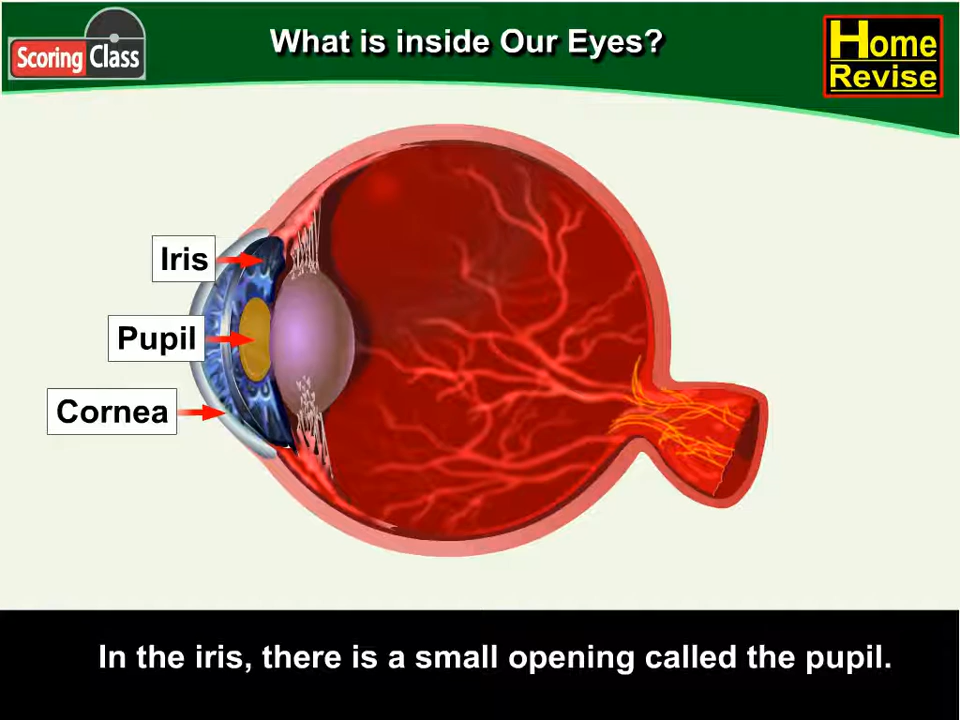 Scoring Class
What is inside Our Eyes?
Home
Revise
Iris
Pupil
Cornea
In the iris, there is a small opening called the pupil.